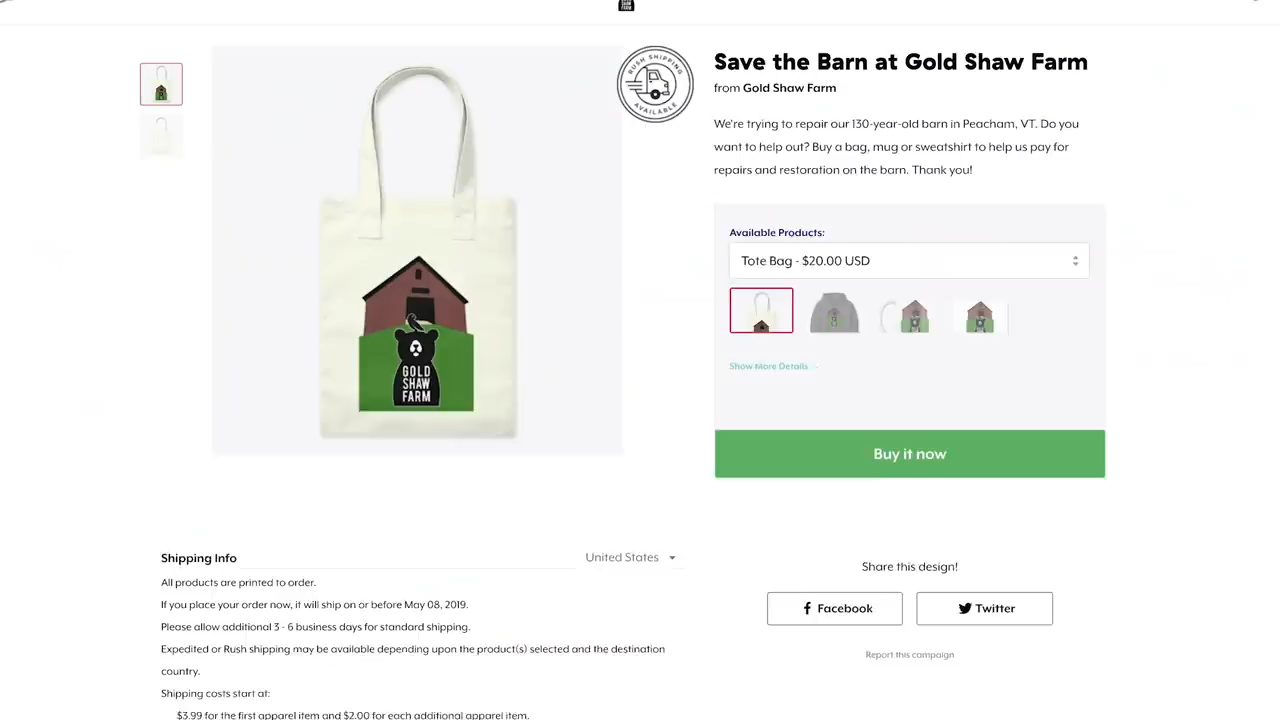 RUSH SHIPPING
AVAILABLE
GOLD
SHAW
FARM
Save the Barn at Gold Shaw Farm
from Gold Shaw Farm
We're trying to repair our 130-year-old barn in Peacham, VT. Do you
want to help out? Buy a bag, mug or sweatshirt to help us pay for
repairs and restoration on the barn. Thank you!
Available Products:
Tote Bag - $20.00 USD
Show More Details
Buy it now
Shipping Info
United States
All products are printed to order.
If you place your order now, it will ship on or before May 08, 2019.
Please allow additional 3 - 6 business days for standard shipping.
Expedited or Rush shipping may be available depending upon the product(s) selected and the destination
country.
Shipping costs start at:
$3.99 for the first apparel item and $2.00 for each additional apparel item.
Share this design!
Facebook
Twitter
Report this campaign